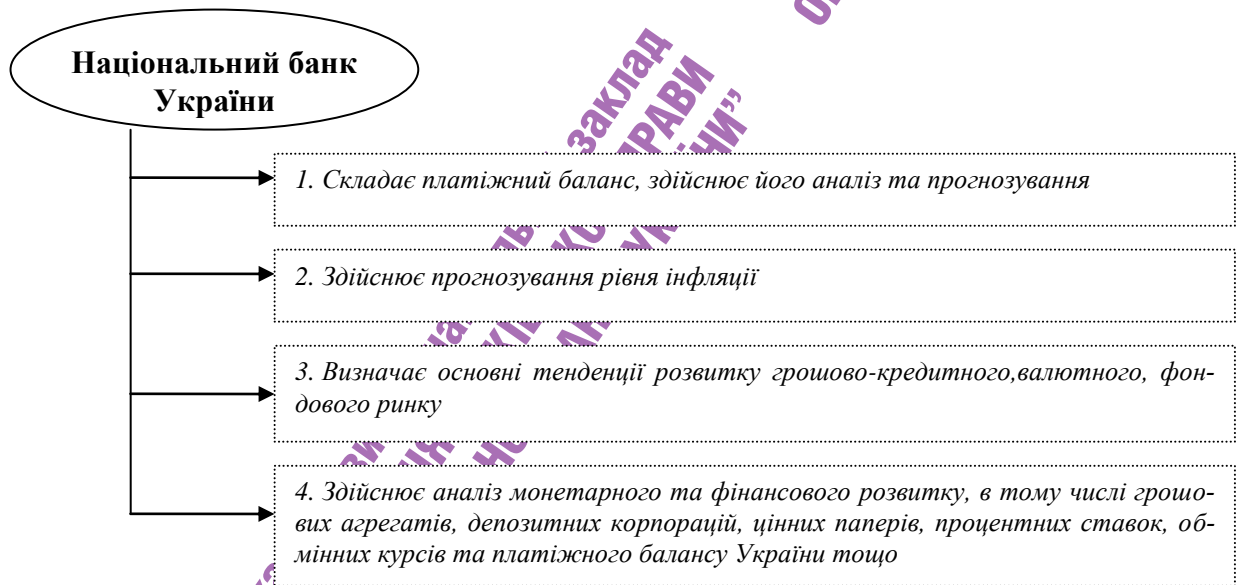 Національний банк
України
1. Складає платіжний баланс, здійснює його аналіз та прогнозування
2. Здійснює прогнозування рівня інфляції
3. Визначає основні тенденції розвитку грошово-кредитного,валютного, фон-
дового ринку
4. Здійснює аналіз монетарного та фінансового розвитку, в тому числі грошо-
вих агрегатів, депозитних корпорацій, цінних паперів, процентних ставок, об-
мінних курсів та платіжного балансу України тощо
заклад